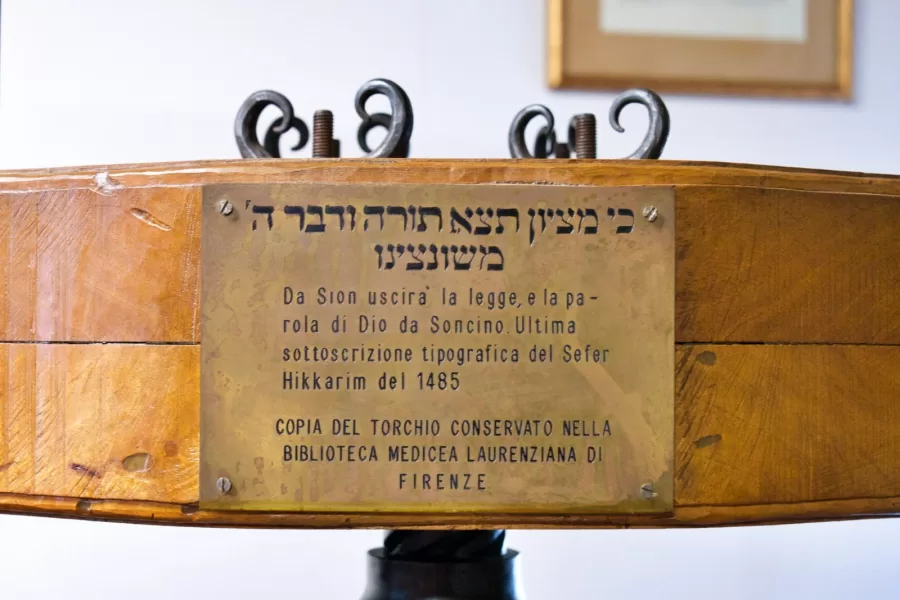 כי מציון תצא תורה ודבר ה'
משונצינו
Da Sion uscira' la legge, e la pa-
rola di Dio da Soncino. Ultima
sottoscrizione tipografica del Sefer
Hikkarim del 1485
COPIA DEL TORCHIO CONSERVATO NELLA
BIBLIOTECA MEDICEA LAURENZIANA DI
FIRENZE